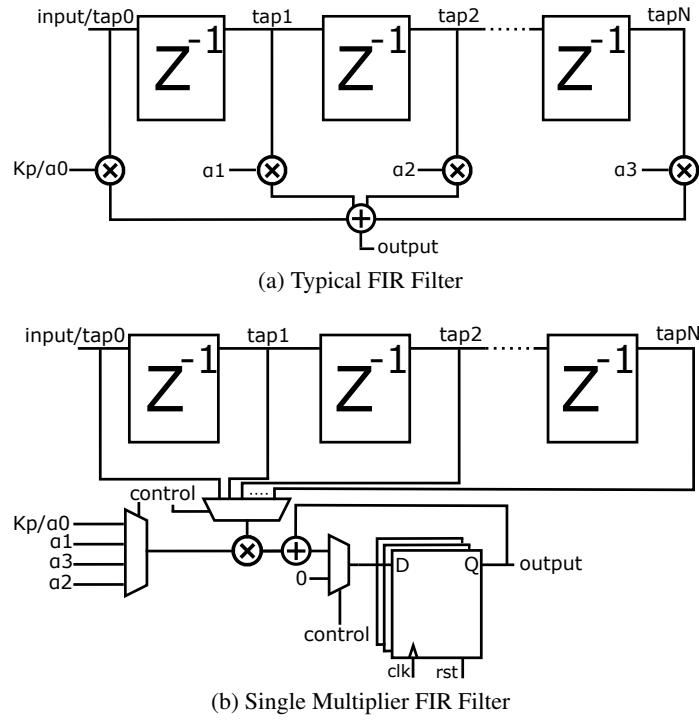 input/tap0 tap1 tap2 tapN
Z⁻¹ Z⁻¹ Z⁻¹
Kp/α0 α1 α2 α3
output
(a) Typical FIR Filter
input/tap0 tap1 tap2 tapN
Z⁻¹ Z⁻¹ Z⁻¹
control
Kp/α0
α1
α3
α2
0
D Q output
control
clk rst
(b) Single Multiplier FIR Filter